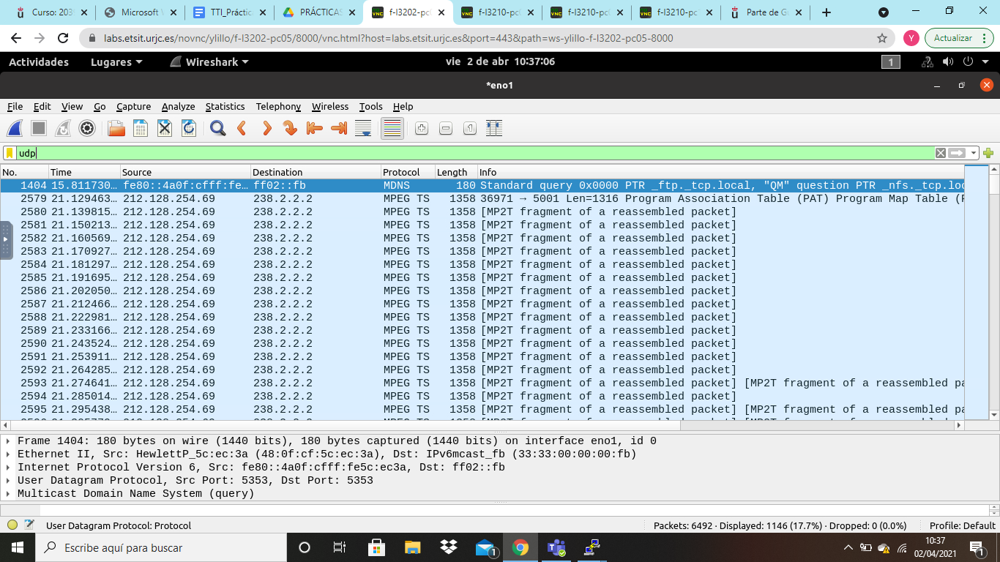 Curso: 203
Microsoft V
TTI_Práctic
PRÁCTICAS
f-l3202-pc
f-l3210-pc
f-l3210-pc
f-l3210-pc
Parte de G
labs.etsit.urjc.es/novnc/ylillo/f-l3202-pc05/8000/vnc.html?host=labs.etsit.urjc.es&port=443&path=ws-ylillo-f-l3202-pc05-8000
Y
Actualizar
Actividades Lugares Wireshark vie 2 de abr 10:37:06 1
*eno1
File Edit View Go Capture Analyze Statistics Telephony Wireless Tools Help
udp
No. Time Source Destination Protocol Length Info
1404 15.811730… fe80::4a0f:cfff:fe… ff02::fb MDNS 180 Standard query 0x0000 PTR _ftp._tcp.local, "QM" question PTR _nfs._tcp.loc
2579 21.129463… 212.128.254.69 238.2.2.2 MPEG TS 1358 36971 → 5001 Len=1316 Program Association Table (PAT) Program Map Table (P
2580 21.139815… 212.128.254.69 238.2.2.2 MPEG TS 1358 [MP2T fragment of a reassembled packet]
2581 21.150213… 212.128.254.69 238.2.2.2 MPEG TS 1358 [MP2T fragment of a reassembled packet]
2582 21.160569… 212.128.254.69 238.2.2.2 MPEG TS 1358 [MP2T fragment of a reassembled packet]
2583 21.170927… 212.128.254.69 238.2.2.2 MPEG TS 1358 [MP2T fragment of a reassembled packet]
2584 21.181297… 212.128.254.69 238.2.2.2 MPEG TS 1358 [MP2T fragment of a reassembled packet]
2585 21.191695… 212.128.254.69 238.2.2.2 MPEG TS 1358 [MP2T fragment of a reassembled packet]
2586 21.202050… 212.128.254.69 238.2.2.2 MPEG TS 1358 [MP2T fragment of a reassembled packet]
2587 21.212466… 212.128.254.69 238.2.2.2 MPEG TS 1358 [MP2T fragment of a reassembled packet]
2588 21.222981… 212.128.254.69 238.2.2.2 MPEG TS 1358 [MP2T fragment of a reassembled packet]
2589 21.233166… 212.128.254.69 238.2.2.2 MPEG TS 1358 [MP2T fragment of a reassembled packet]
2590 21.243524… 212.128.254.69 238.2.2.2 MPEG TS 1358 [MP2T fragment of a reassembled packet]
2591 21.253911… 212.128.254.69 238.2.2.2 MPEG TS 1358 [MP2T fragment of a reassembled packet]
2592 21.264285… 212.128.254.69 238.2.2.2 MPEG TS 1358 [MP2T fragment of a reassembled packet]
2593 21.274641… 212.128.254.69 238.2.2.2 MPEG TS 1358 [MP2T fragment of a reassembled packet] [MP2T fragment of a reassembled pa
2594 21.285014… 212.128.254.69 238.2.2.2 MPEG TS 1358 [MP2T fragment of a reassembled packet]
2595 21.295438… 212.128.254.69 238.2.2.2 MPEG TS 1358 [MP2T fragment of a reassembled packet] [MP2T fragment of a reassembled pa
Frame 1404: 180 bytes on wire (1440 bits), 180 bytes captured (1440 bits) on interface eno1, id 0
Ethernet II, Src: HewlettP_5c:ec:3a (48:0f:cf:5c:ec:3a), Dst: IPv6mcast_fb (33:33:00:00:00:fb)
Internet Protocol Version 6, Src: fe80::4a0f:cfff:fe5c:ec3a, Dst: ff02::fb
User Datagram Protocol, Src Port: 5353, Dst Port: 5353
Multicast Domain Name System (query)
User Datagram Protocol: Protocol
Packets: 6492 · Displayed: 1146 (17.7%) · Dropped: 0 (0.0%)
Profile: Default
Escribe aquí para buscar
1
10:37
02/04/2021
1